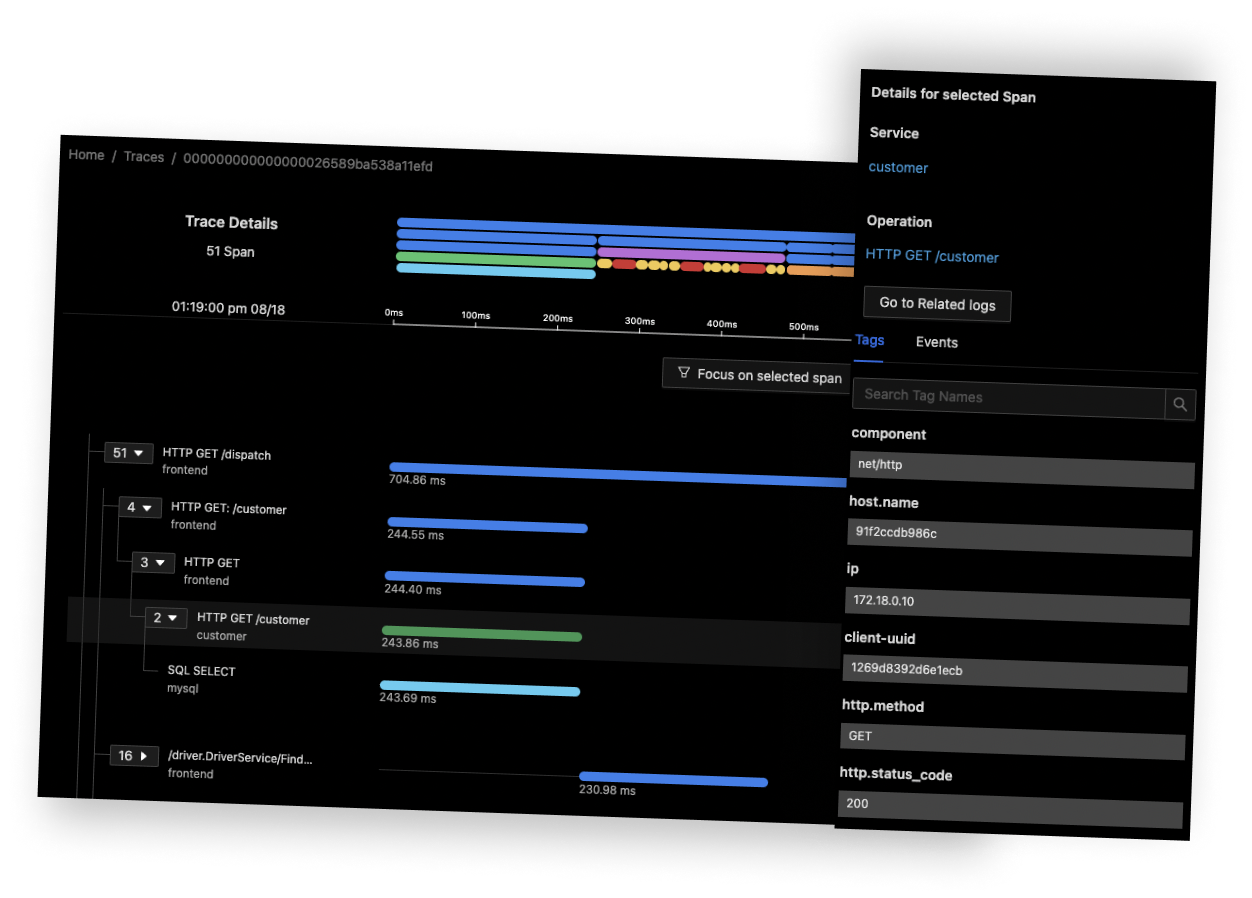 Home / Traces / 000000000000000026589ba538a11efd
Trace Details
51 Span
01:19:00 pm 08/18
0ms 100ms 200ms 300ms 400ms 500ms
Focus on selected span
51 HTTP GET /dispatch
frontend
704.86 ms
4 HTTP GET: /customer
frontend
244.55 ms
3 HTTP GET
frontend
244.40 ms
2 HTTP GET /customer
customer
243.86 ms
SQL SELECT
mysql
243.69 ms
16 /driver.DriverService/Find...
frontend
230.98 ms
Details for selected Span
Service
customer
Operation
HTTP GET /customer
Go to Related logs
Tags Events
Search Tag Names
component
net/http
host.name
91f2ccdb986c
ip
172.18.0.10
client-uuid
1269d8392d6e1ecb
http.method
GET
http.status_code
200